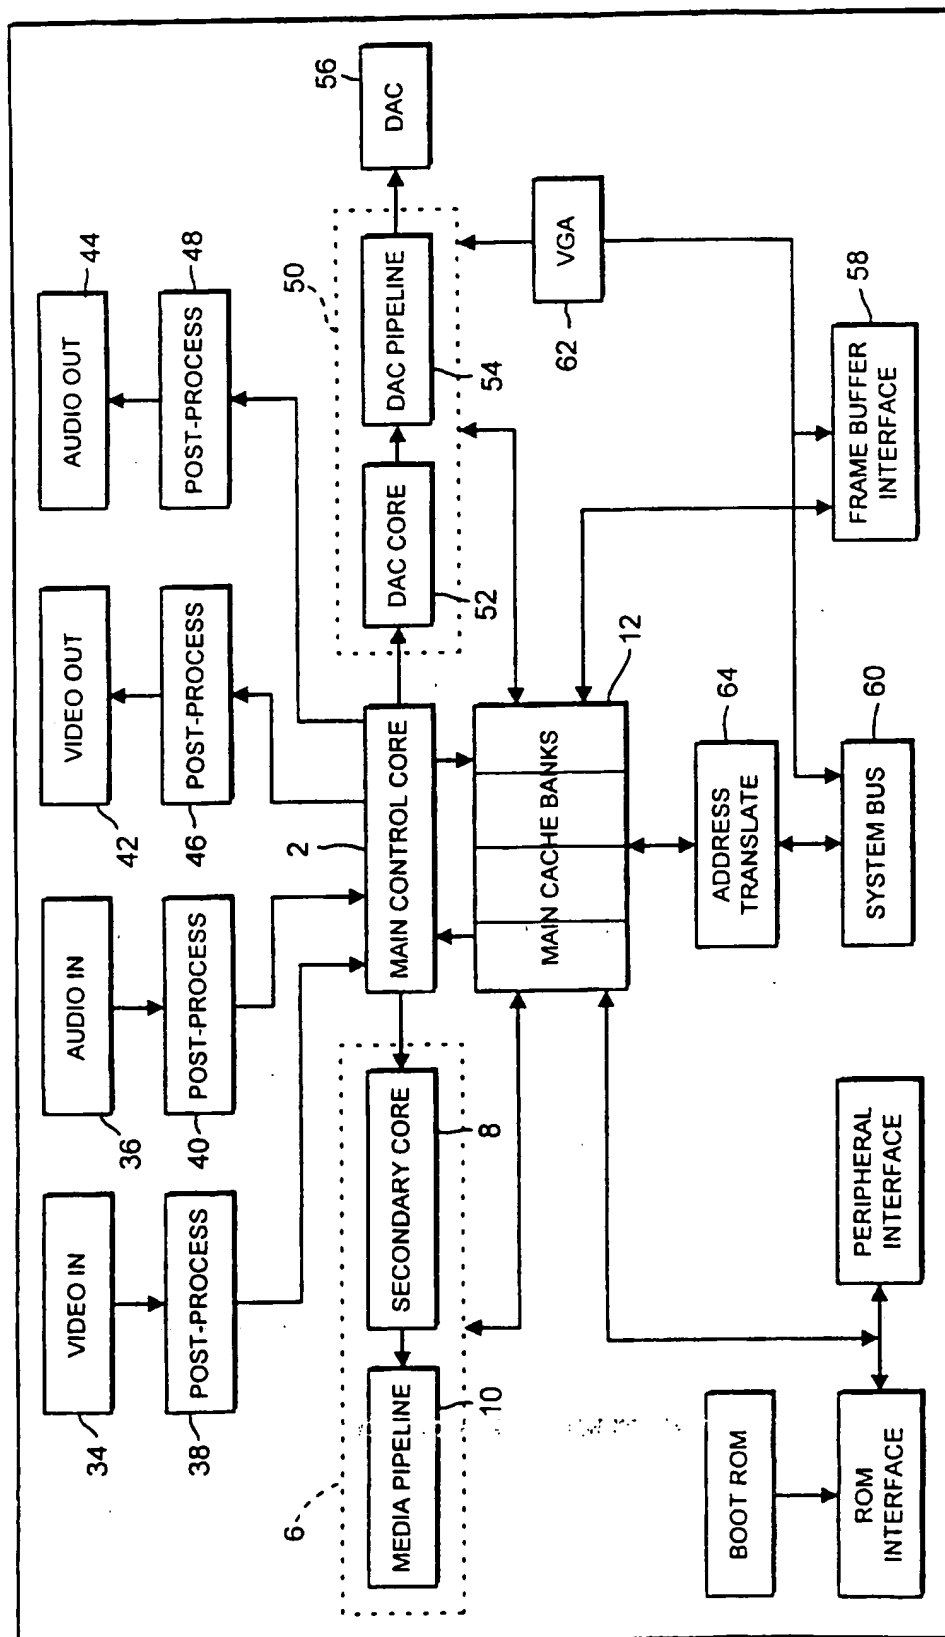 VIDEO IN
34
AUDIO IN
36
VIDEO OUT
42
AUDIO OUT
44
POST-PROCESS
38
POST-PROCESS
40
POST-PROCESS
46
POST-PROCESS
48
6
MEDIA PIPELINE
10
SECONDARY CORE
8
2
MAIN CONTROL CORE
50
DAC CORE
52
DAC PIPELINE
54
DAC
56
MAIN CACHE BANKS
12
VGA
62
BOOT ROM
ADDRESS
TRANSLATE
64
ROM
INTERFACE
PERIPHERAL
INTERFACE
SYSTEM BUS
60
FRAME BUFFER
INTERFACE
58